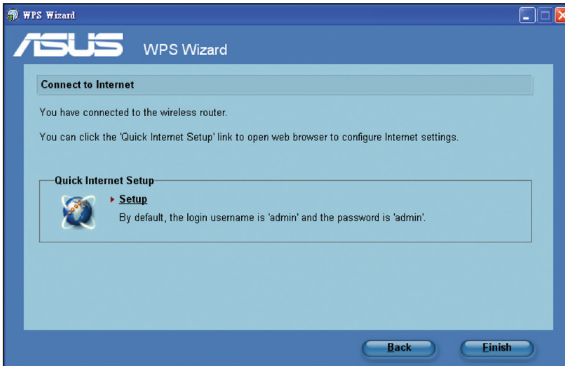 WPS Wizard
ASUS WPS Wizard
Connect to Internet
You have connected to the wireless router.
You can click the 'Quick Internet Setup' link to open web browser to configure Internet settings.
Quick Internet Setup
Setup
By default, the login username is 'admin' and the password is 'admin'.
Back Finish